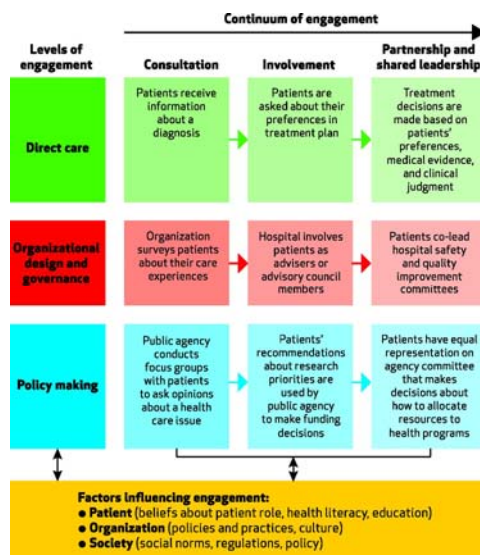 Continuum of engagement
Levels of
engagement
Consultation
Involvement
Partnership and
shared leadership
Direct care
Patients receive
information
about a
diagnosis
Patients are
asked about their
preferences in
treatment plan
Treatment
decisions are
made based on
patients'
preferences,
medical evidence,
and clinical
judgment
Organizational
design and
governance
Organization
surveys patients
about their care
experiences
Hospital involves
patients as
advisers or
advisory council
members
Patients co-lead
hospital safety
and quality
improvement
committees
Policy making
Public agency
conducts
focus groups
with patients to
ask opinions
about a health
care issue
Patients'
recommendations
about research
priorities are
used by
public agency
to make funding
decisions
Patients have equal
representation on
agency committee
that makes
decisions about
how to allocate
resources to
health programs
Factors influencing engagement:
● Patient (beliefs about patient role, health literacy, education)
● Organization (policies and practices, culture)
● Society (social norms, regulations, policy)